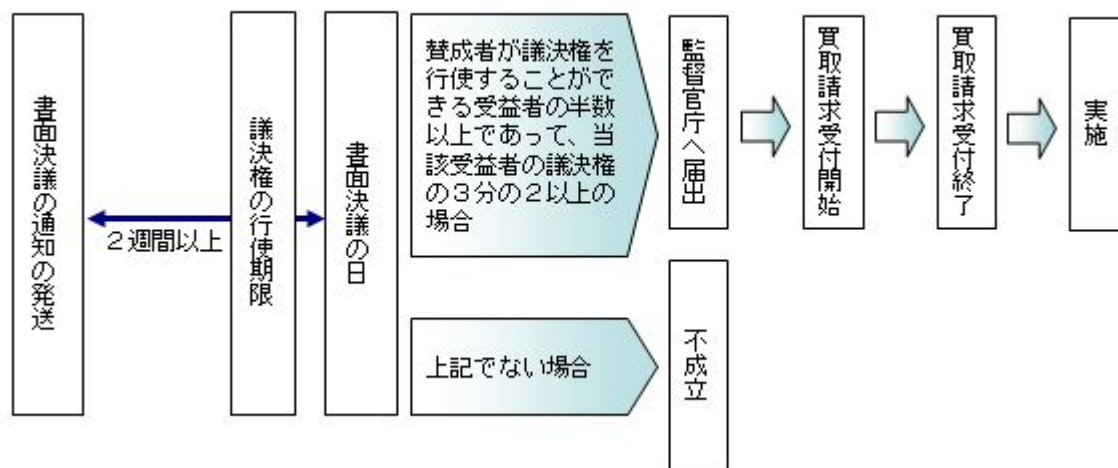 書面決議の通知の発送
２週間以上
議決権の行使期限
書面決議の日
賛成者が議決権を
行使することがで
きる受益者の半数
以上であって、当
該受益者の議決権
の３分の２以上の
場合
監督官庁へ届出
買取請求受付開始
買取請求受付終了
実施
上記でない場合
不成立